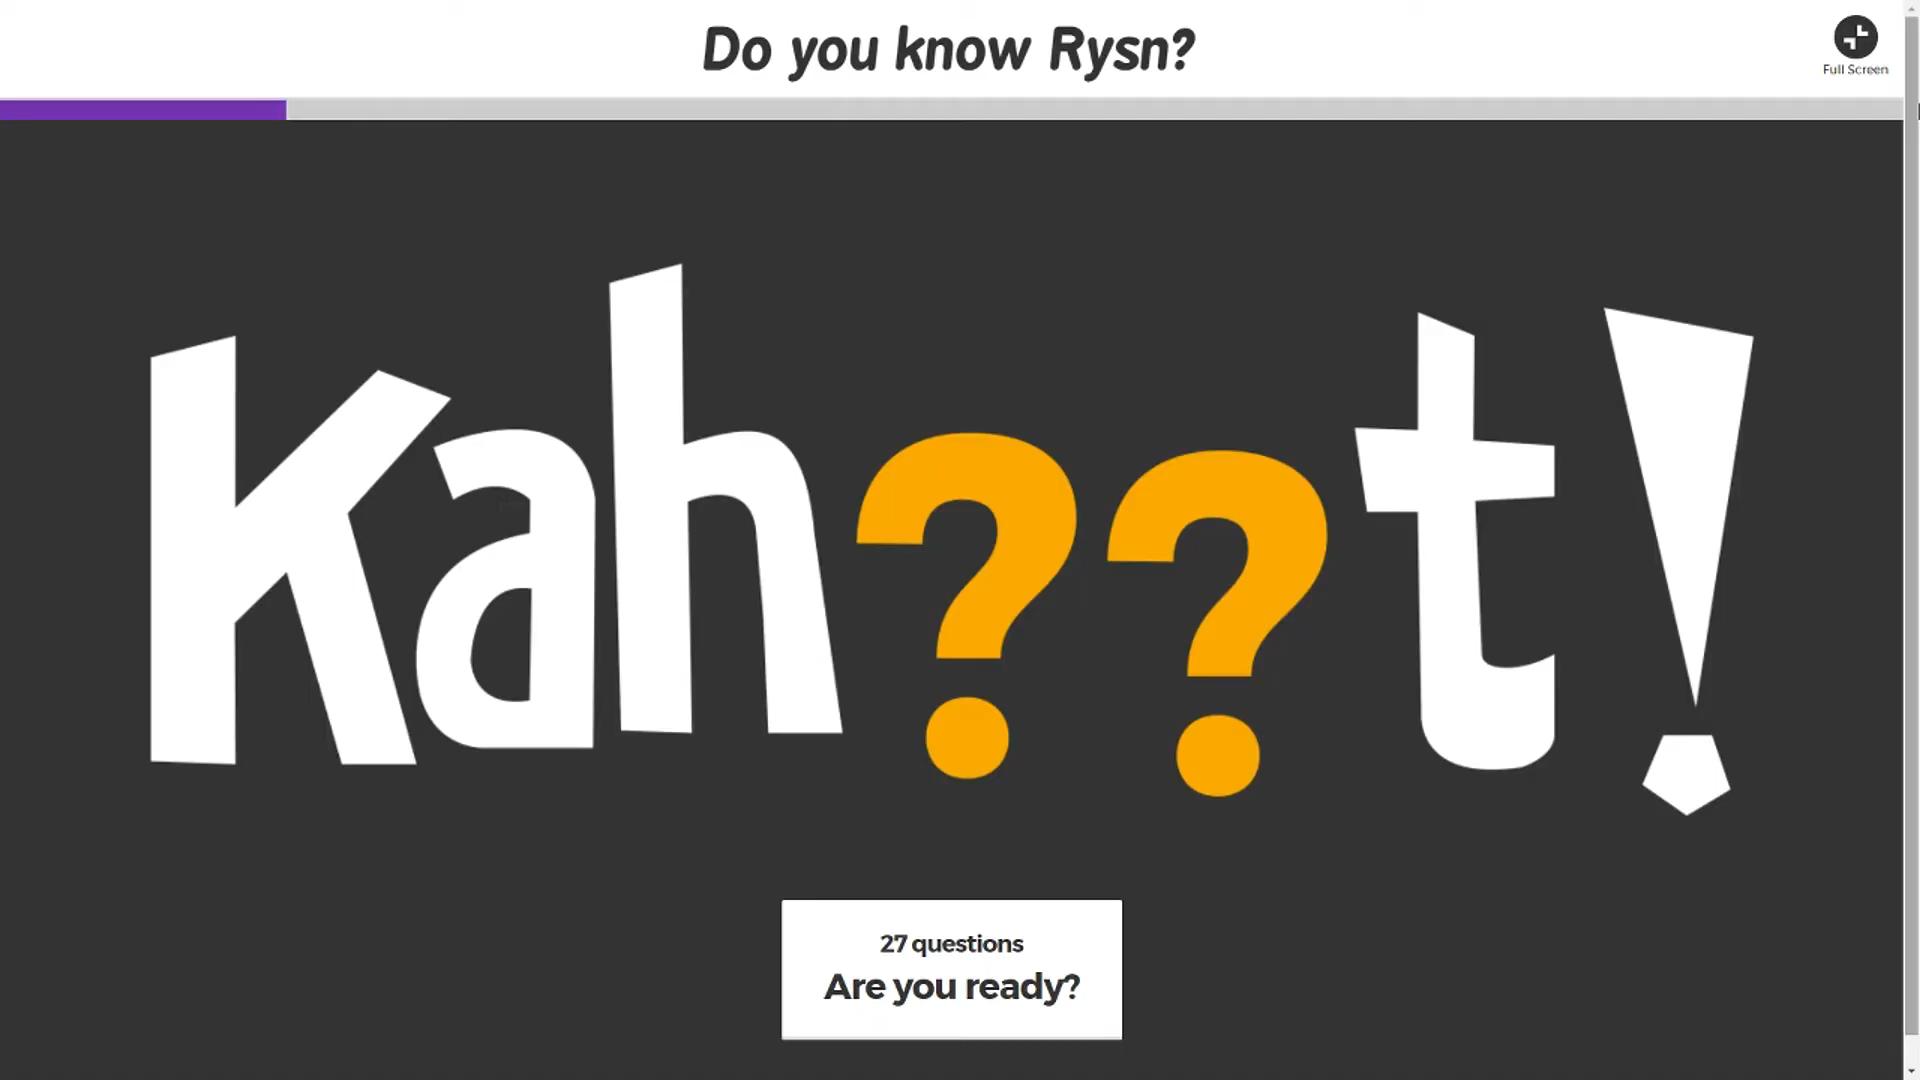 Do you know Rysn?
Full Screen
Kah??t!
27 questions
Are you ready?